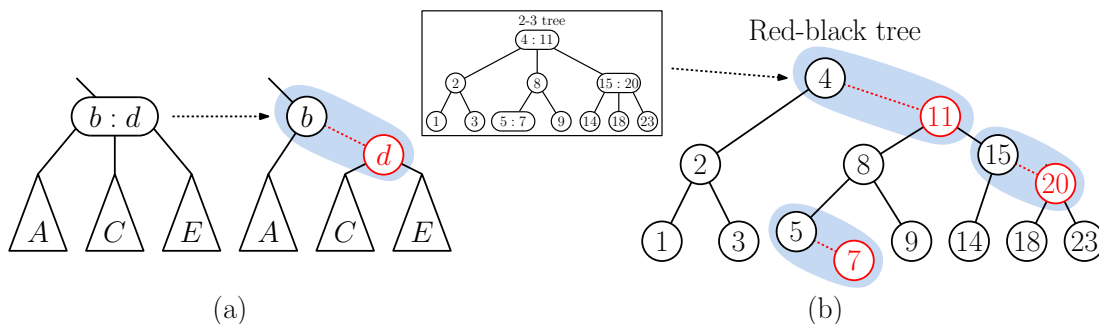 b : d
A C E
(a)
b
d
A C E
2-3 tree
4 : 11
2 8 15 : 20
1 3 5 : 7 9 14 18 23
Red-black tree
4
11
2 8 15
20
1 3 5 9 14 18 23
7
(b)